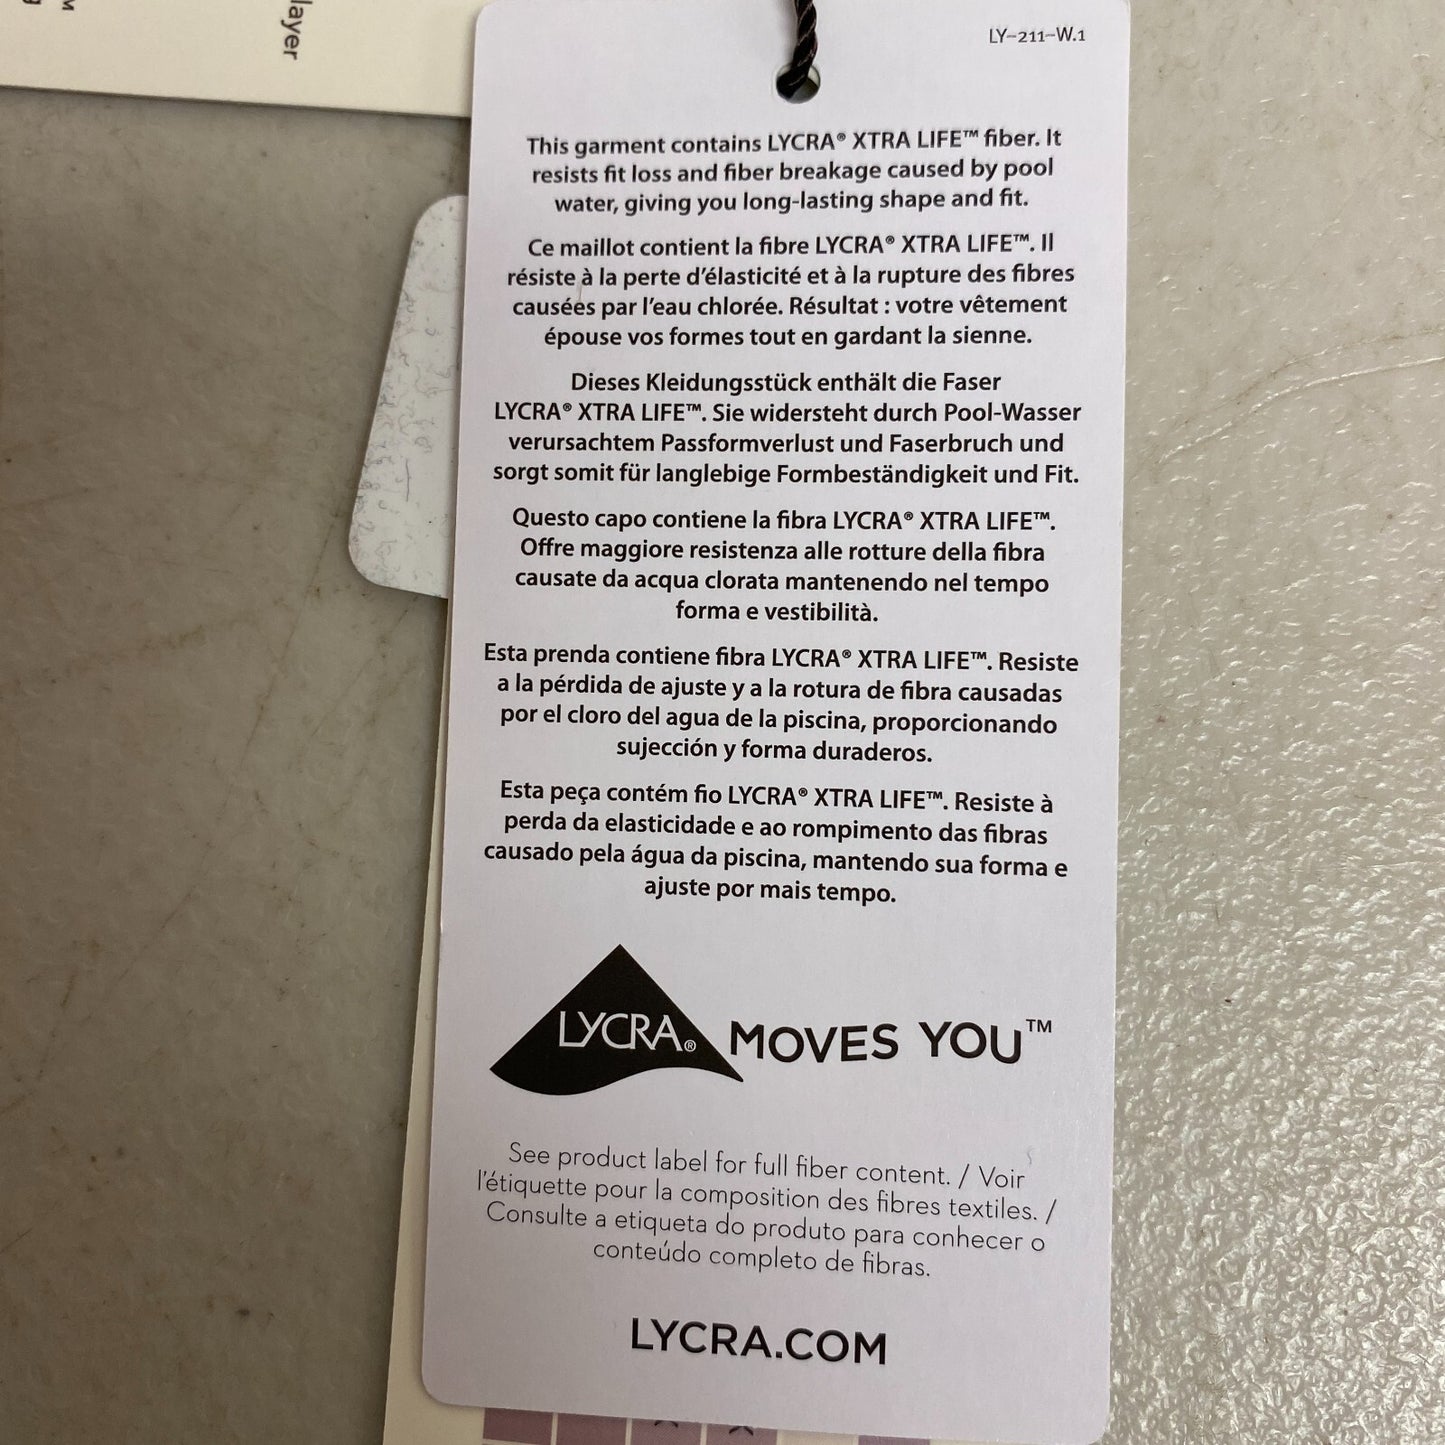 layer
LY-211-W.1
This garment contains LYCRA® XTRA LIFE™ fiber. It
resists fit loss and fiber breakage caused by pool
water, giving you long-lasting shape and fit.
Ce maillot contient la fibre LYCRA® XTRA LIFE™. Il
résiste à la perte d'élasticité et à la rupture des fibres
causées par l'eau chlorée. Résultat : votre vêtement
épouse vos formes tout en gardant la sienne.
Dieses Kleidungsstück enthält die Faser
LYCRA® XTRA LIFE™. Sie widersteht durch Pool-Wasser
verursachtem Passformverlust und Faserbruch und
sorgt somit für langlebige Formbeständigkeit und Fit.
Questo capo contiene la fibra LYCRA® XTRA LIFE™.
Offre maggiore resistenza alle rotture della fibra
causate da acqua clorata mantenendo nel tempo
forma e vestibilità.
Esta prenda contiene fibra LYCRA® XTRA LIFE™. Resiste
a la pérdida de ajuste y a la rotura de fibra causadas
por el cloro del agua de la piscina, proporcionando
sujección y forma duraderos.
Esta peça contém fio LYCRA® XTRA LIFE™. Resiste à
perda da elasticidade e ao rompimento das fibras
causado pela água da piscina, mantendo sua forma e
ajuste por mais tempo.
LYCRA® MOVES YOU™
See product label for full fiber content. / Voir
l'étiquette pour la composition des fibres textiles. /
Consulte a etiqueta do produto para conhecer o
conteúdo completo de fibras.
LYCRA.COM